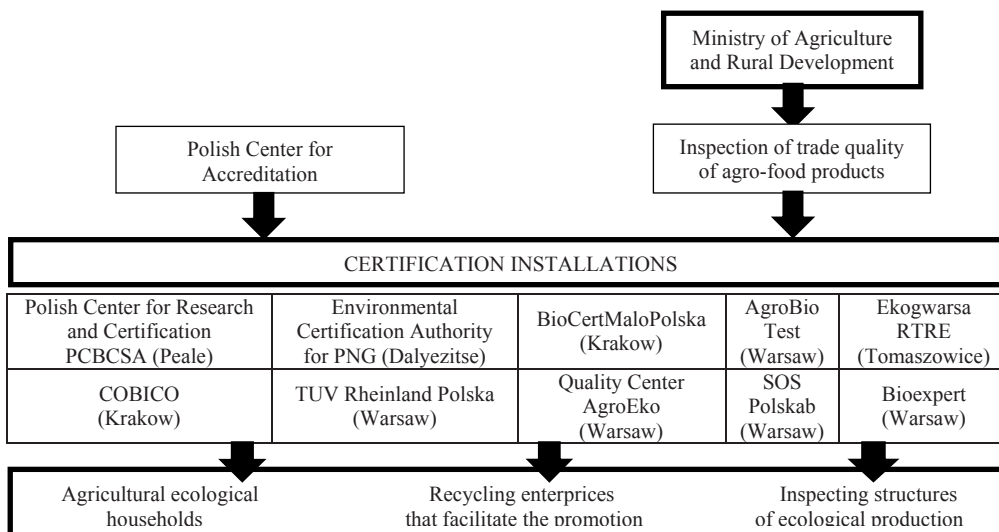 Ministry of Agriculture
and Rural Development
Polish Center for
Accreditation
Inspection of trade quality
of agro-food products
CERTIFICATION INSTALLATIONS
Polish Center for Research
and Certification
PCBCSA (Peale)
Environmental
Certification Authority
for PNG (Dalyezitse)
BioCertMaloPolska
(Krakow)
AgroBio
Test
(Warsaw)
Ekogwarsa
RTRE
(Tomaszowice)
COBICO
(Krakow)
TUV Rheinland Polska
(Warsaw)
Quality Center
AgroEko
(Warsaw)
SOS
Polskab
(Warsaw)
Bioexpert
(Warsaw)
Agricultural ecological
households
Recycling enterprices
that facilitate the promotion
Inspecting structures
of ecological production